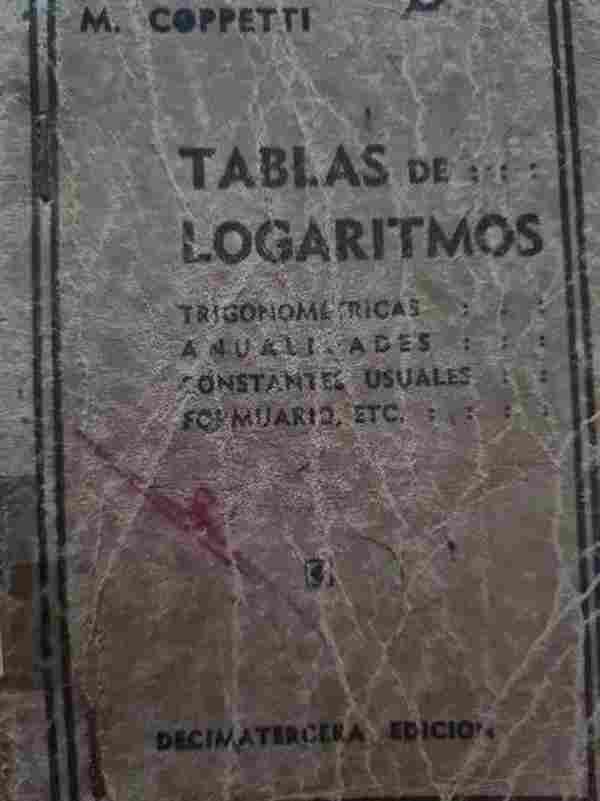 M. COPPETTI
TABLAS DE : : : :
LOGARITMOS
TRIGONOMETRICAS : : :
ANUALIDADES : : :
CONSTANTES USUALES : :
FORMUARIO, ETC. : : : :
DECIMATERCERA EDICION